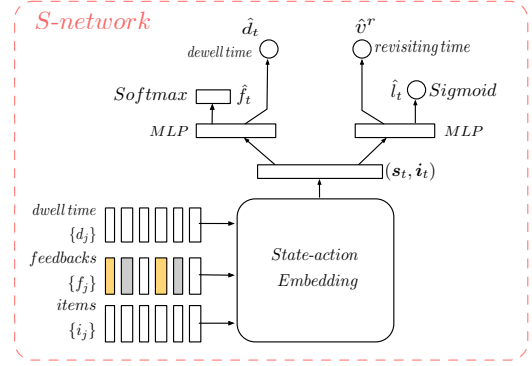 S-network
d̂_t
v̂^r
dewell time
revisiting time
Softmax
f̂_t
l̂_t
Sigmoid
MLP
MLP
(s_t, i_t)
dwell time
{d_j}
feedbacks
{f_j}
items
{i_j}
State-action
Embedding